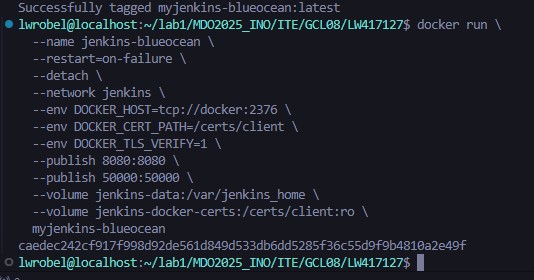 Successfully tagged myjenkins-blueocean:latest
lwrobel@localhost:~/lab1/MDO2025_INO/ITE/GCL08/LW417127$ docker run \
--name jenkins-blueocean \
--restart=on-failure \
--detach \
--network jenkins \
--env DOCKER_HOST=tcp://docker:2376 \
--env DOCKER_CERT_PATH=/certs/client \
--env DOCKER_TLS_VERIFY=1 \
--publish 8080:8080 \
--publish 50000:50000 \
--volume jenkins-data:/var/jenkins_home \
--volume jenkins-docker-certs:/certs/client:ro \
myjenkins-blueocean
caedec242cf917f998d92de561d849d533db6dd5285f36c55d9f9b4810a2e49f
lwrobel@localhost:~/lab1/MDO2025_INO/ITE/GCL08/LW417127$